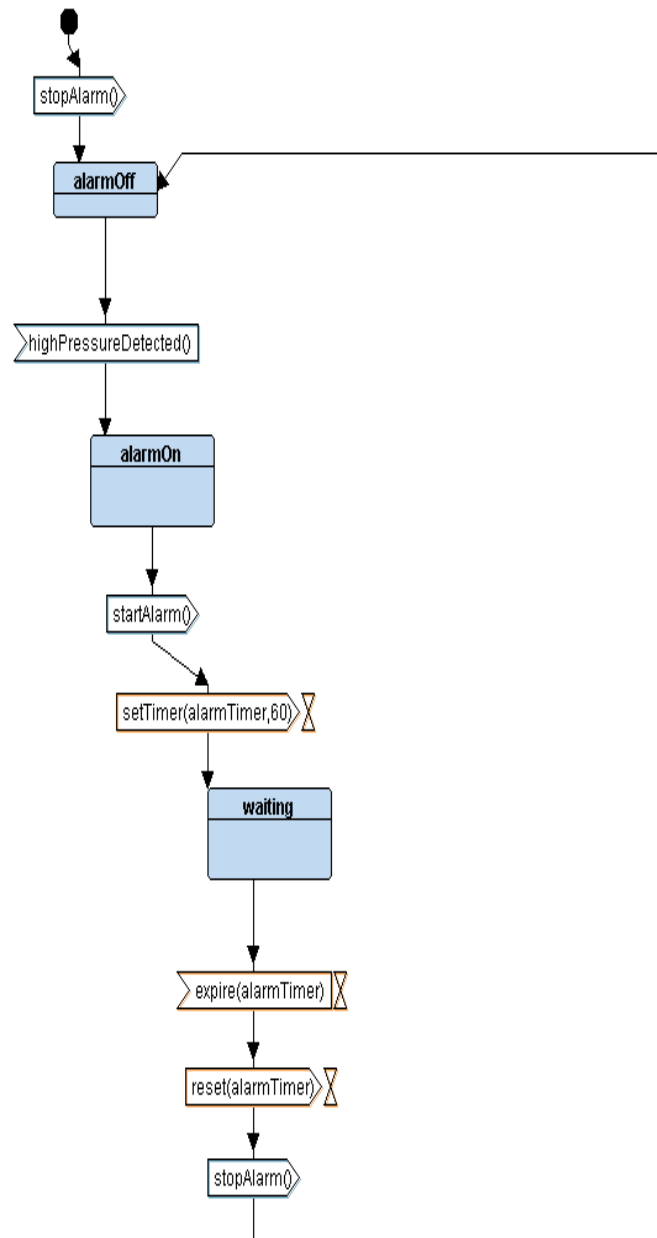 stopAlarm()
alarmOff
highPressureDetected()
alarmOn
startAlarm()
setTimer(alarmTimer,60)
waiting
expire(alarmTimer)
reset(alarmTimer)
stopAlarm()